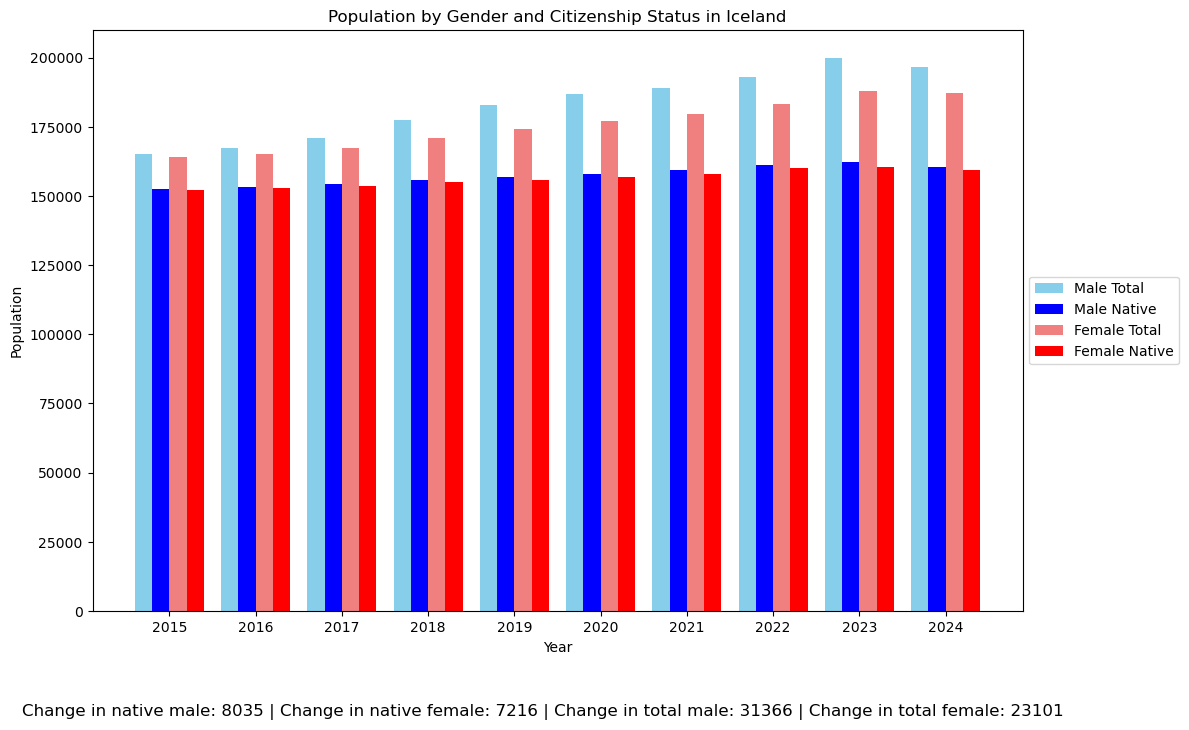 Population by Gender and Citizenship Status in Iceland
200000
175000
150000
125000
100000
75000
50000
25000
0
Population
2015 2016 2017 2018 2019 2020 2021 2022 2023 2024
Year
Male Total
Male Native
Female Total
Female Native
Change in native male: 8035 | Change in native female: 7216 | Change in total male: 31366 | Change in total female: 23101